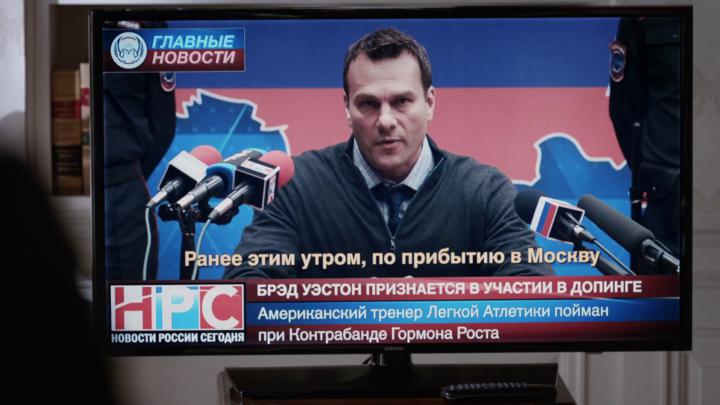 ГЛАВНЫЕ
НОВОСТИ
Ранее этим утром, по прибытию в Москву
БРЭД УЭСТОН ПРИЗНАЕТСЯ В УЧАСТИИ В ДОПИНГЕ
НРС
НОВОСТИ РОССИИ СЕГОДНЯ
Американский тренер Легкой Атлетики пойман
при Контрабанде Гормона Роста